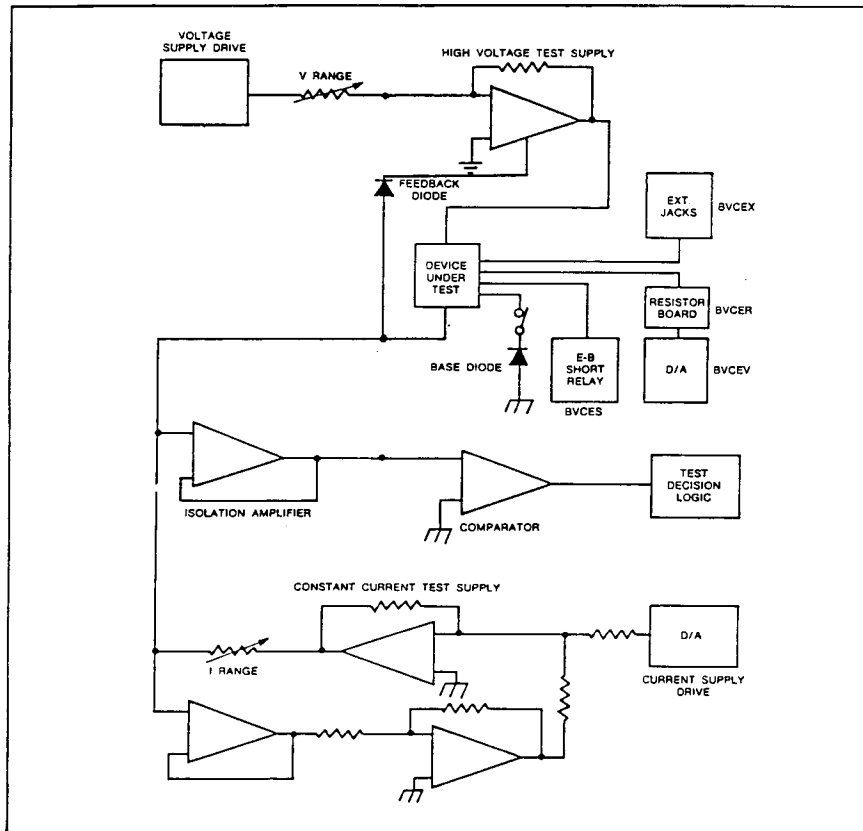 VOLTAGE
SUPPLY DRIVE
V RANGE
HIGH VOLTAGE TEST SUPPLY
FEEDBACK
DIODE
EXT.
JACKS
BVCEX
DEVICE
UNDER
TEST
RESISTOR
BOARD
BVCER
BASE DIODE
E-B
SHORT
RELAY
BVCES
D/A
BVCEV
ISOLATION AMPLIFIER
COMPARATOR
TEST
DECISION
LOGIC
CONSTANT CURRENT TEST SUPPLY
I RANGE
D/A
CURRENT SUPPLY
DRIVE